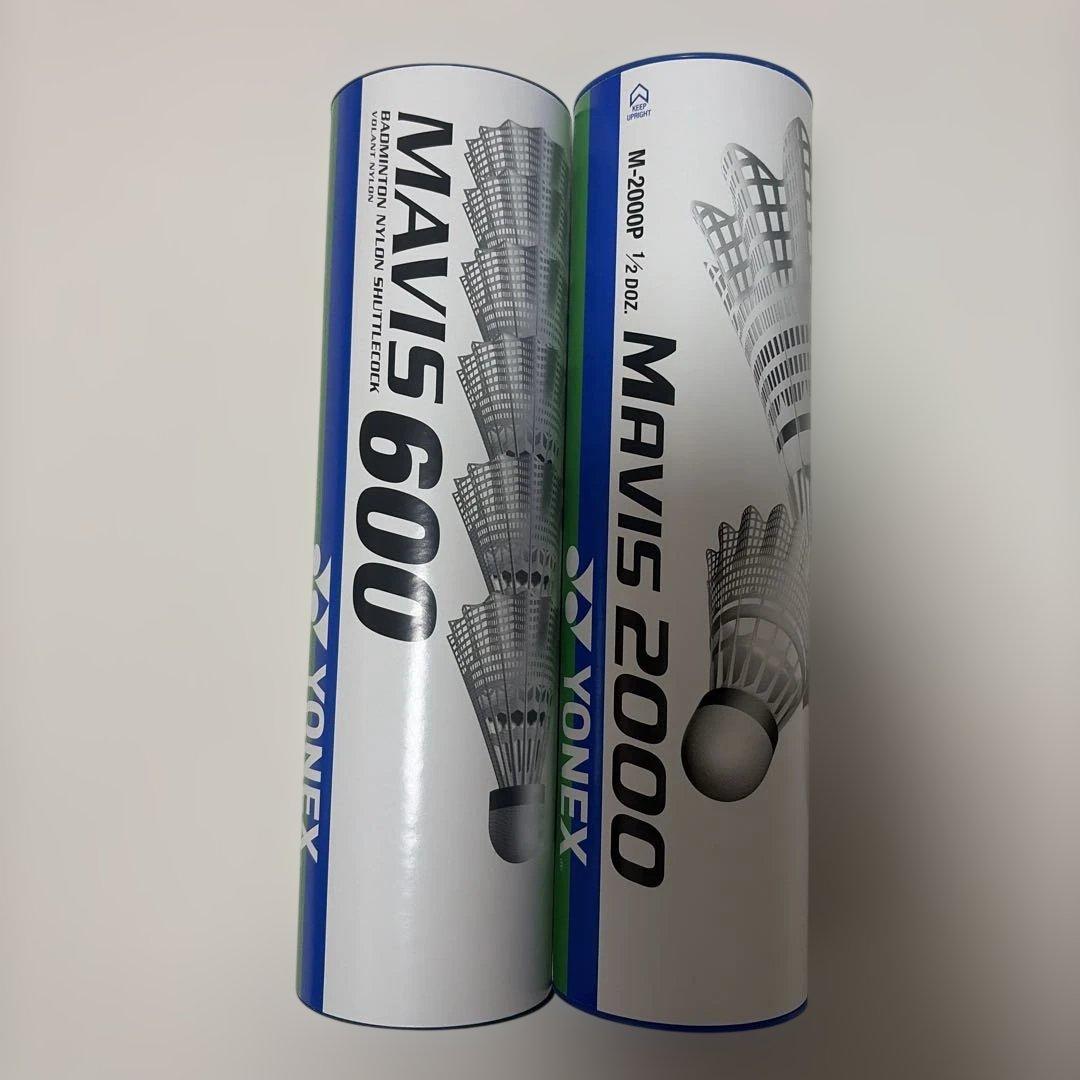 MAVIS 600
BADMINTON NYLON SHUTTLECOCK
VOLANT NYLON
YONEX
KEEP
UPRIGHT
M-2000P 1/2 DOZ.
MAVIS 2000
YONEX